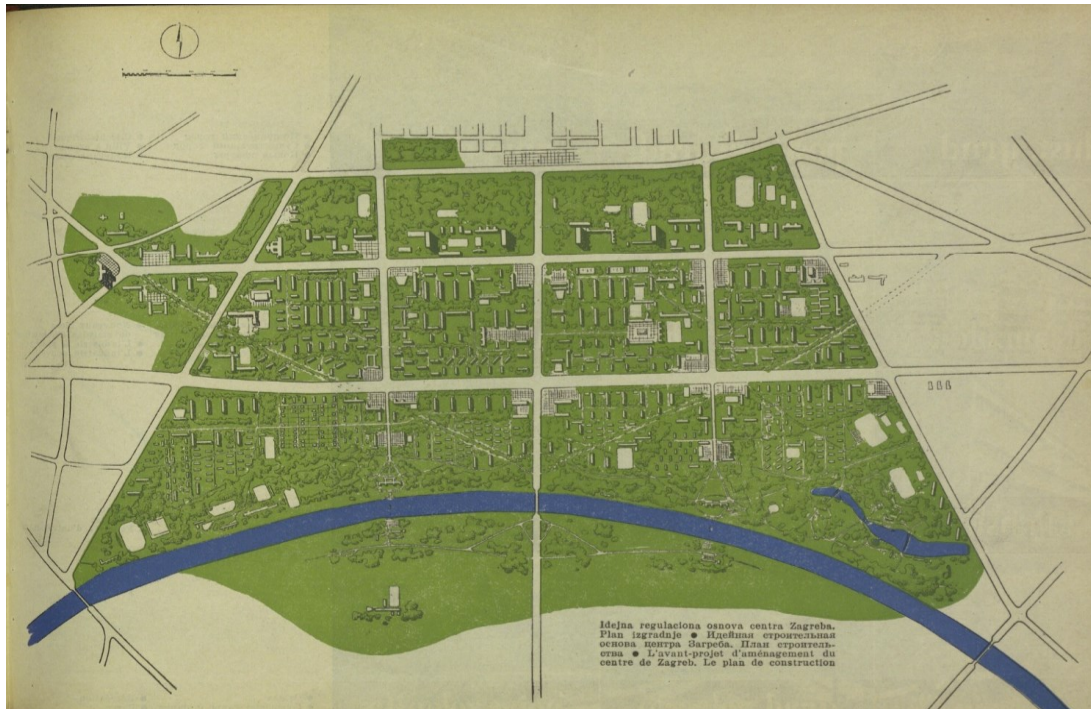 Idejna regulaciona osnova centra Zagreba.
Plan izgradnje ● Идейная строительная
основа центра Загреба. План строитель-
ства ● L'avant-projet d'aménagement du
centre de Zagreb. Le plan de construction